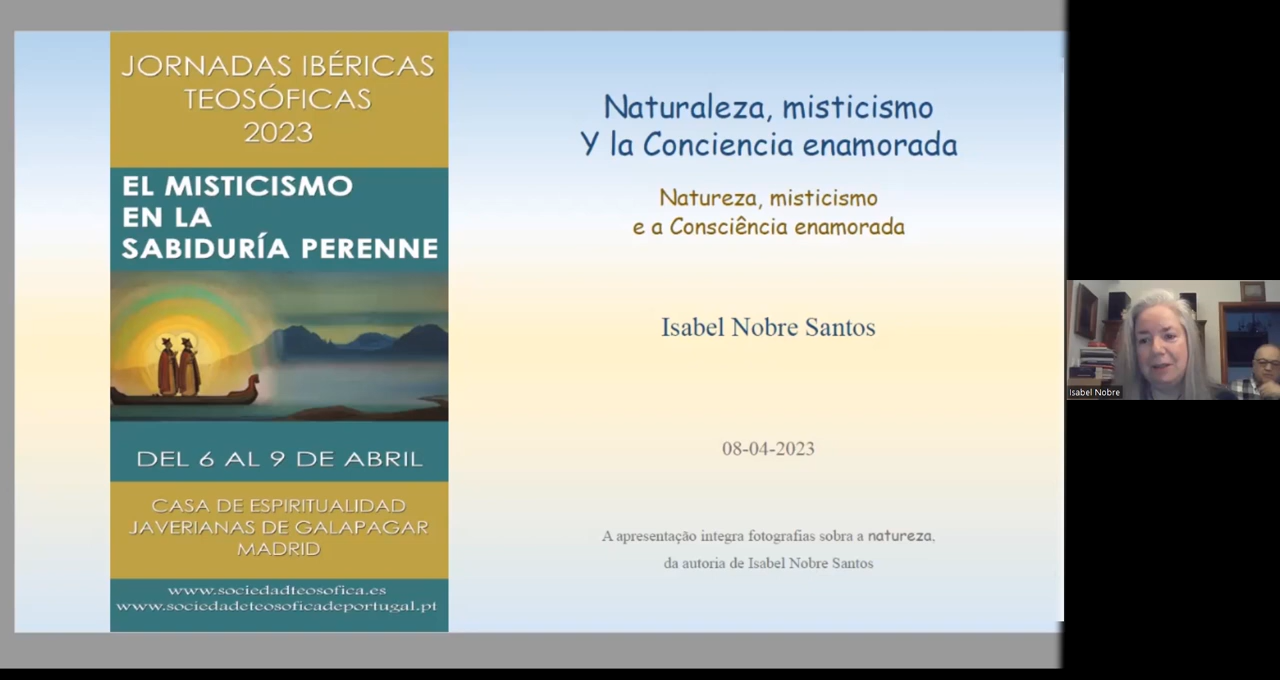 JORNADAS IBÉRICAS
TEOSÓFICAS
2023
EL MISTICISMO
EN LA
SABIDURÍA PERENNE
DEL 6 AL 9 DE ABRIL
CASA DE ESPIRITUALIDAD
JAVERIANAS DE GALAPAGAR
MADRID
www.sociedadteosofica.es
www.sociedadeteosoficadeportugal.pt
Naturaleza, misticismo
Y la Conciencia enamorada
Natureza, misticismo
e a Consciência enamorada
Isabel Nobre Santos
08-04-2023
A apresentação integra fotografias sobra a natureza,
da autoria de Isabel Nobre Santos
Isabel Nobre